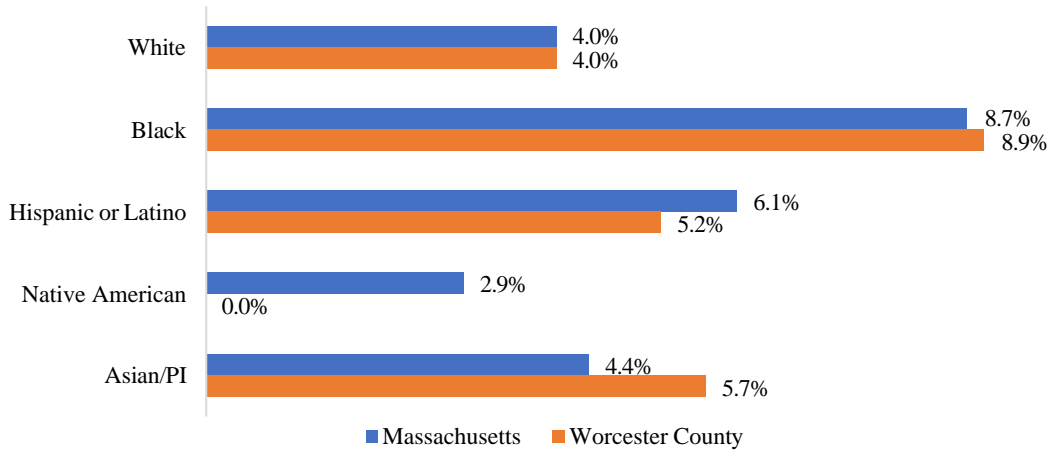 White
4.0%
4.0%
Black
8.7%
8.9%
Hispanic or Latino
6.1%
5.2%
Native American
2.9%
0.0%
Asian/PI
4.4%
5.7%
Massachusetts Worcester County